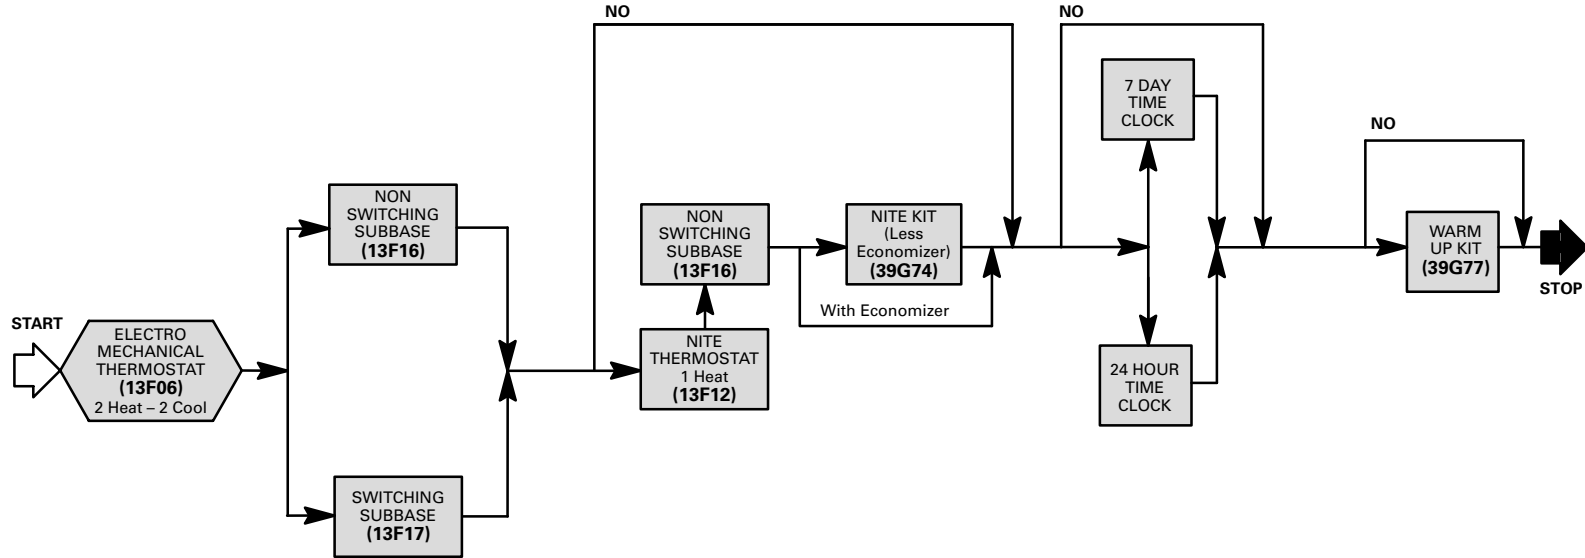 START
ELECTRO
MECHANICAL
THERMOSTAT
(13F06)
2 Heat – 2 Cool
NON
SWITCHING
SUBBASE
(13F16)
SWITCHING
SUBBASE
(13F17)
NO
NITE
THERMOSTAT
1 Heat
(13F12)
NON
SWITCHING
SUBBASE
(13F16)
NITE KIT
(Less
Economizer)
(39G74)
With Economizer
NO
7 DAY
TIME
CLOCK
24 HOUR
TIME
CLOCK
NO
WARM
UP KIT
(39G77)
STOP